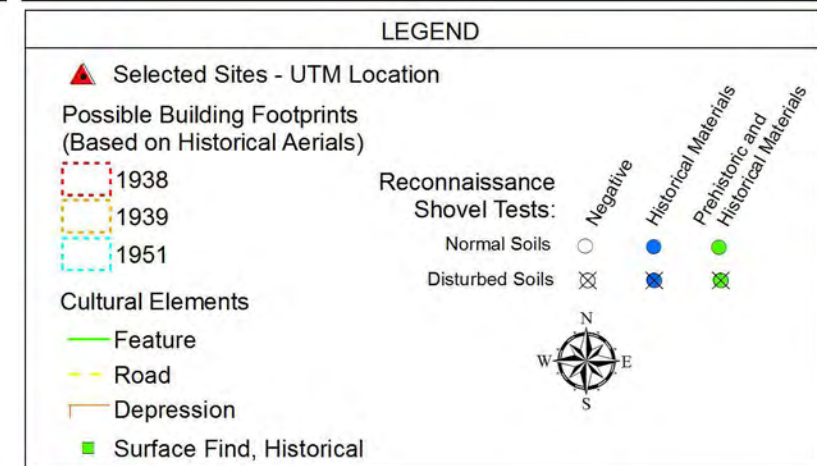 LEGEND
Selected Sites - UTM Location
Possible Building Footprints
(Based on Historical Aerials)
1938
1939
1951
Cultural Elements
Feature
Road
Depression
Surface Find, Historical
Reconnaissance
Shovel Tests:
Negative
Historical Materials
Prehistoric and
Historical Materials
Normal Soils
Disturbed Soils
N
W E
S